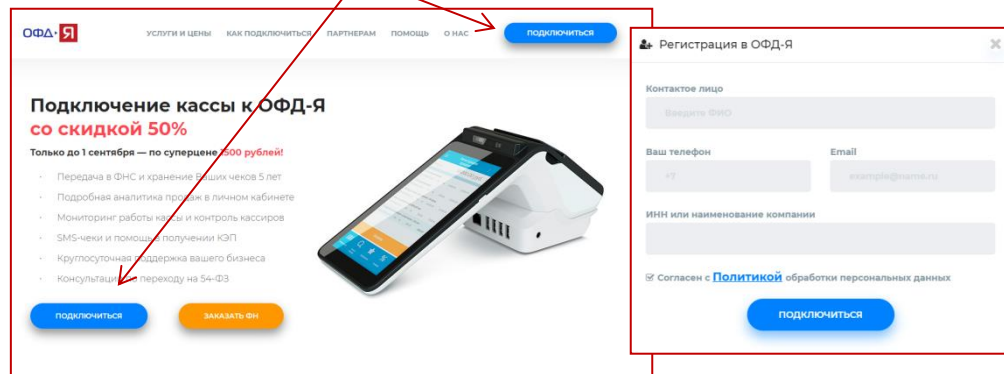 ОФД·Я
УСЛУГИ И ЦЕНЫ КАК ПОДКЛЮЧИТЬСЯ ПАРТНЕРАМ ПОМОЩЬ О НАС ПОДКЛЮЧИТЬСЯ
Подключение кассы к ОФД-Я
со скидкой 50%
Только до 1 сентября — по суперцене 1500 рублей!
Передача в ФНС и хранение Ваших чеков 5 лет
Подробная аналитика продаж в личном кабинете
Мониторинг работы кассы и контроль кассиров
SMS-чеки и помощь в получении КЭП
Круглосуточная поддержка вашего бизнеса
Консультации по переходу на 54-ФЗ
ПОДКЛЮЧИТЬСЯ ЗАКАЗАТЬ ФН
Регистрация в ОФД-Я
Контактое лицо
Введите ФИО
Ваш телефон Email
+7 example@name.ru
ИНН или наименование компании
Согласен с Политикой обработки персональных данных
ПОДКЛЮЧИТЬСЯ